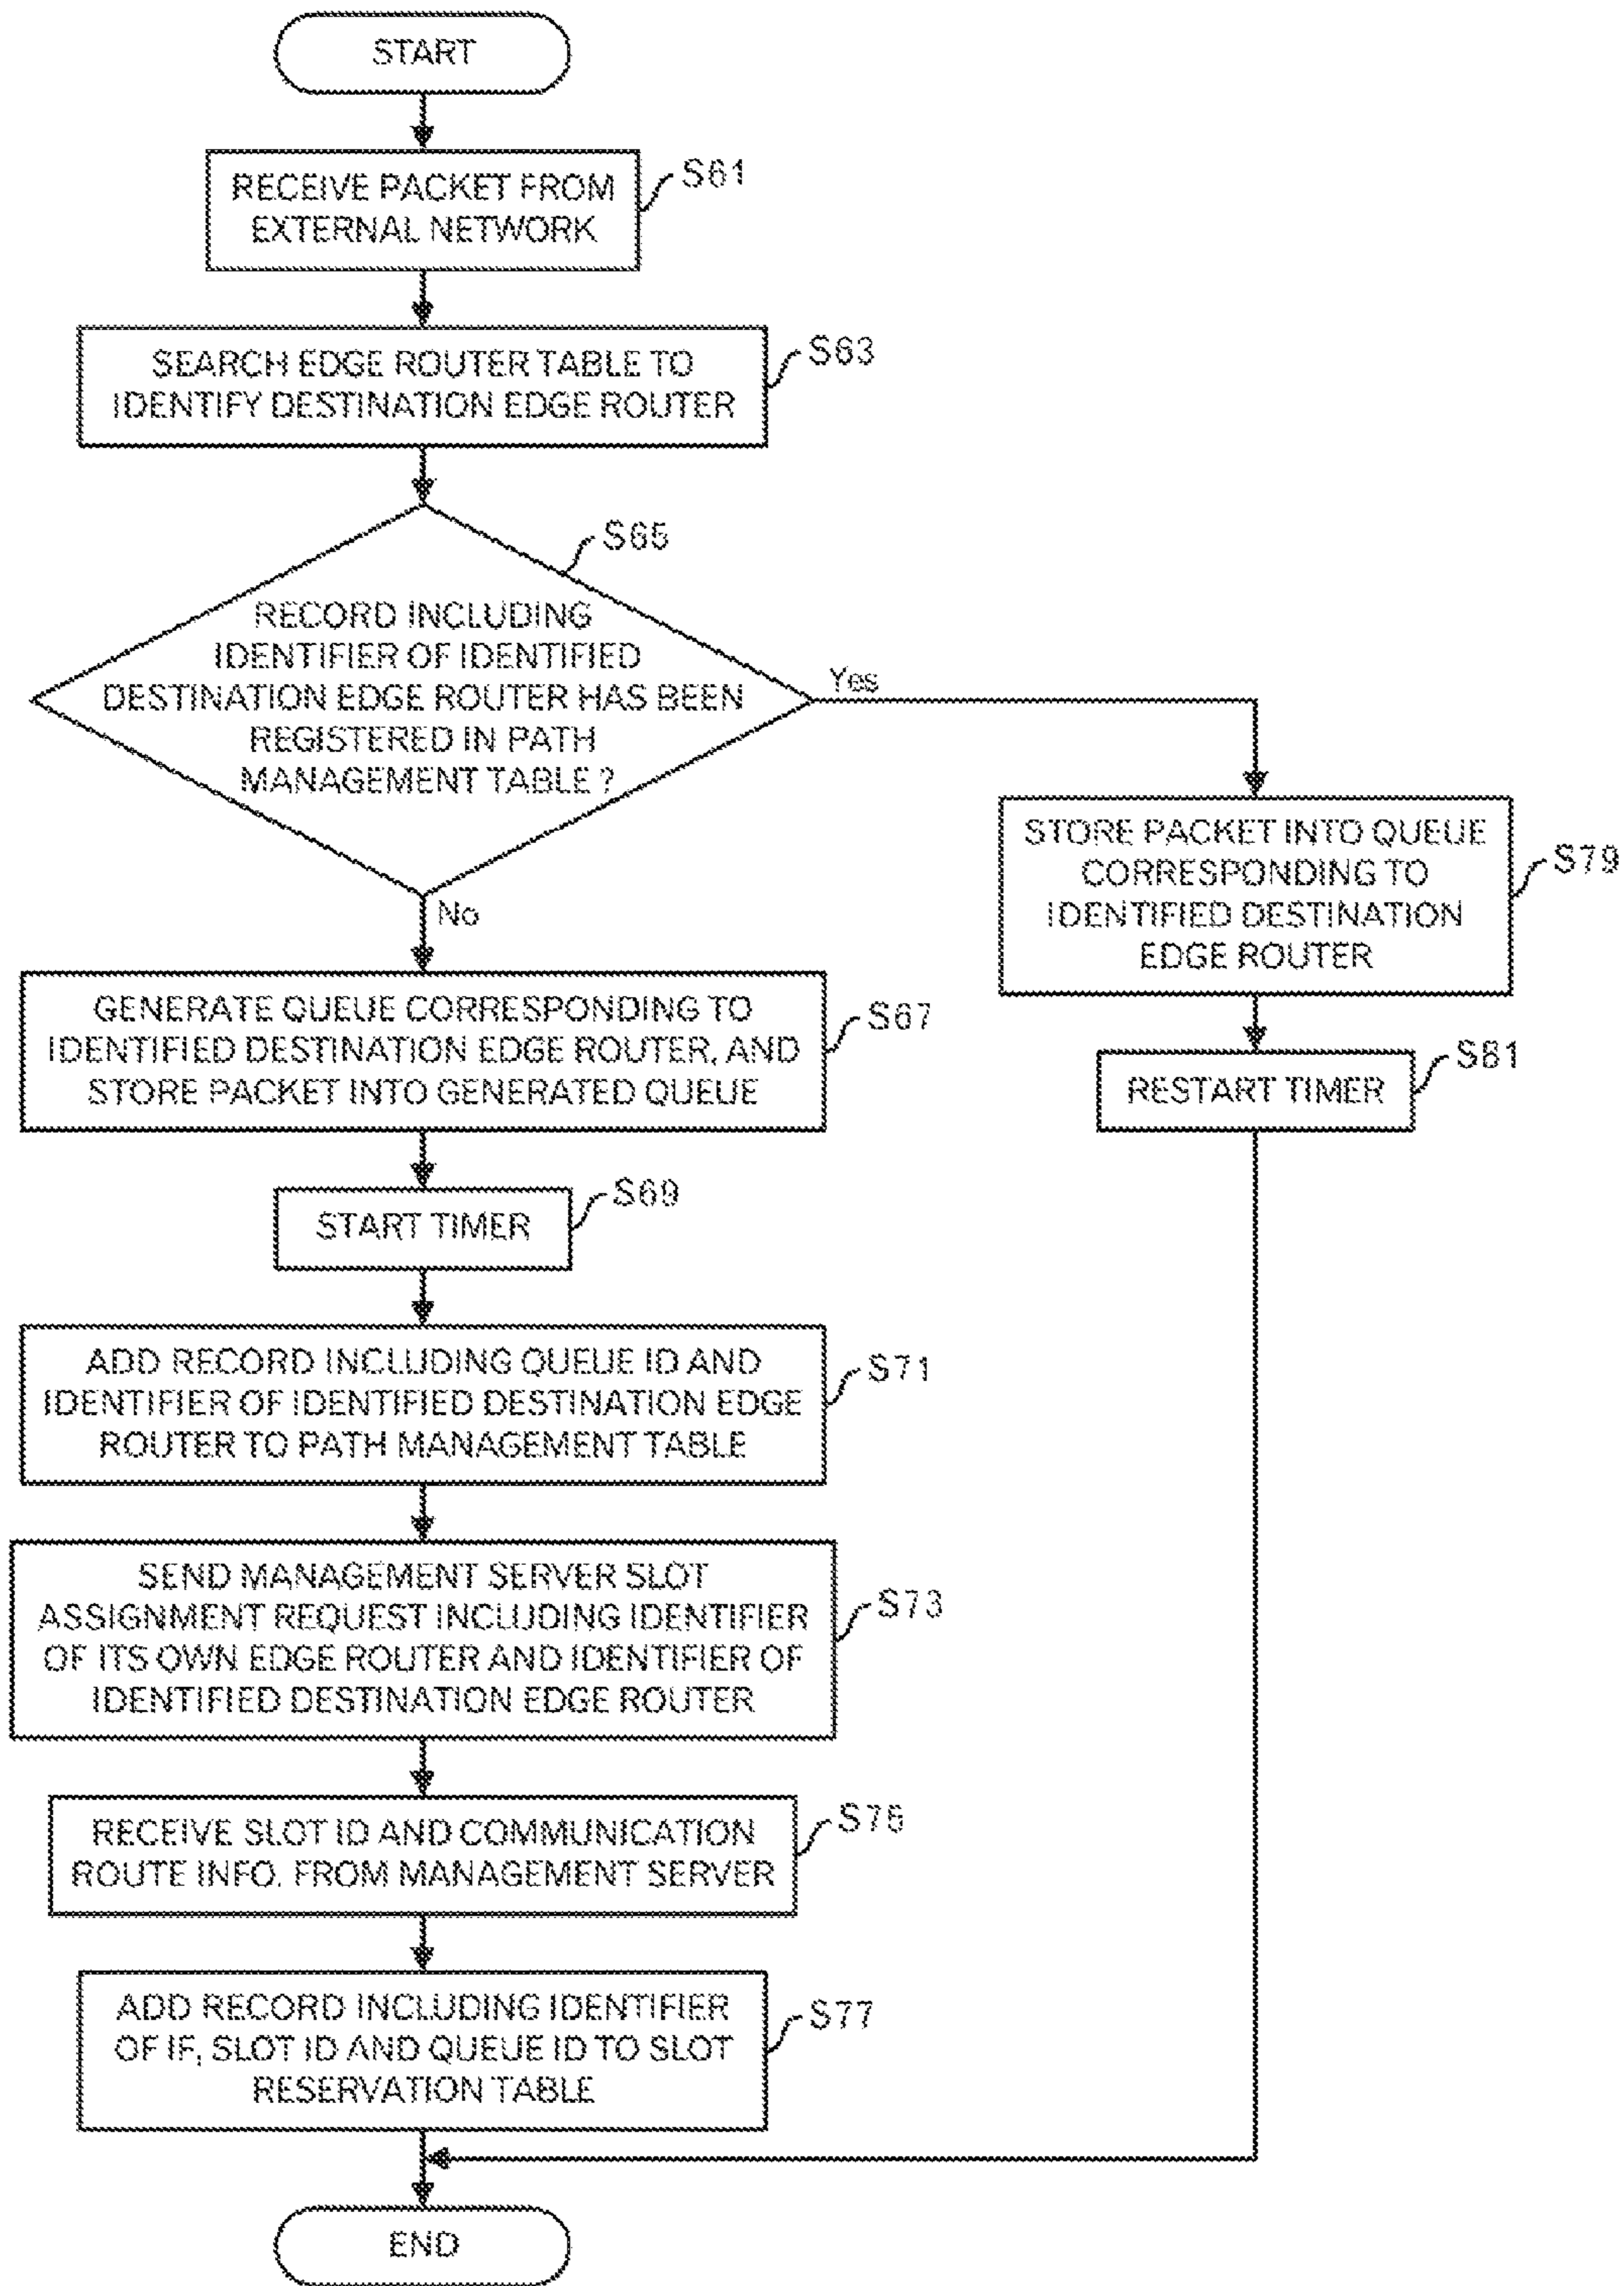 START
RECEIVE PACKET FROM
EXTERNAL NETWORK
S61
SEARCH EDGE ROUTER TABLE TO
IDENTIFY DESTINATION EDGE ROUTER
S63
S65
RECORD INCLUDING
IDENTIFIER OF IDENTIFIED
DESTINATION EDGE ROUTER HAS BEEN
REGISTERED IN PATH
MANAGEMENT TABLE ?
Yes
No
STORE PACKET INTO QUEUE
CORRESPONDING TO
IDENTIFIED DESTINATION
EDGE ROUTER
S79
RESTART TIMER
S81
GENERATE QUEUE CORRESPONDING TO
IDENTIFIED DESTINATION EDGE ROUTER, AND
STORE PACKET INTO GENERATED QUEUE
S67
START TIMER
S69
ADD RECORD INCLUDING QUEUE ID AND
IDENTIFIER OF IDENTIFIED DESTINATION EDGE
ROUTER TO PATH MANAGEMENT TABLE
S71
SEND MANAGEMENT SERVER SLOT
ASSIGNMENT REQUEST INCLUDING IDENTIFIER
OF ITS OWN EDGE ROUTER AND IDENTIFIER OF
IDENTIFIED DESTINATION EDGE ROUTER
S73
RECEIVE SLOT ID AND COMMUNICATION
ROUTE INFO. FROM MANAGEMENT SERVER
S75
ADD RECORD INCLUDING IDENTIFIER
OF IF, SLOT ID AND QUEUE ID TO SLOT
RESERVATION TABLE
S77
END